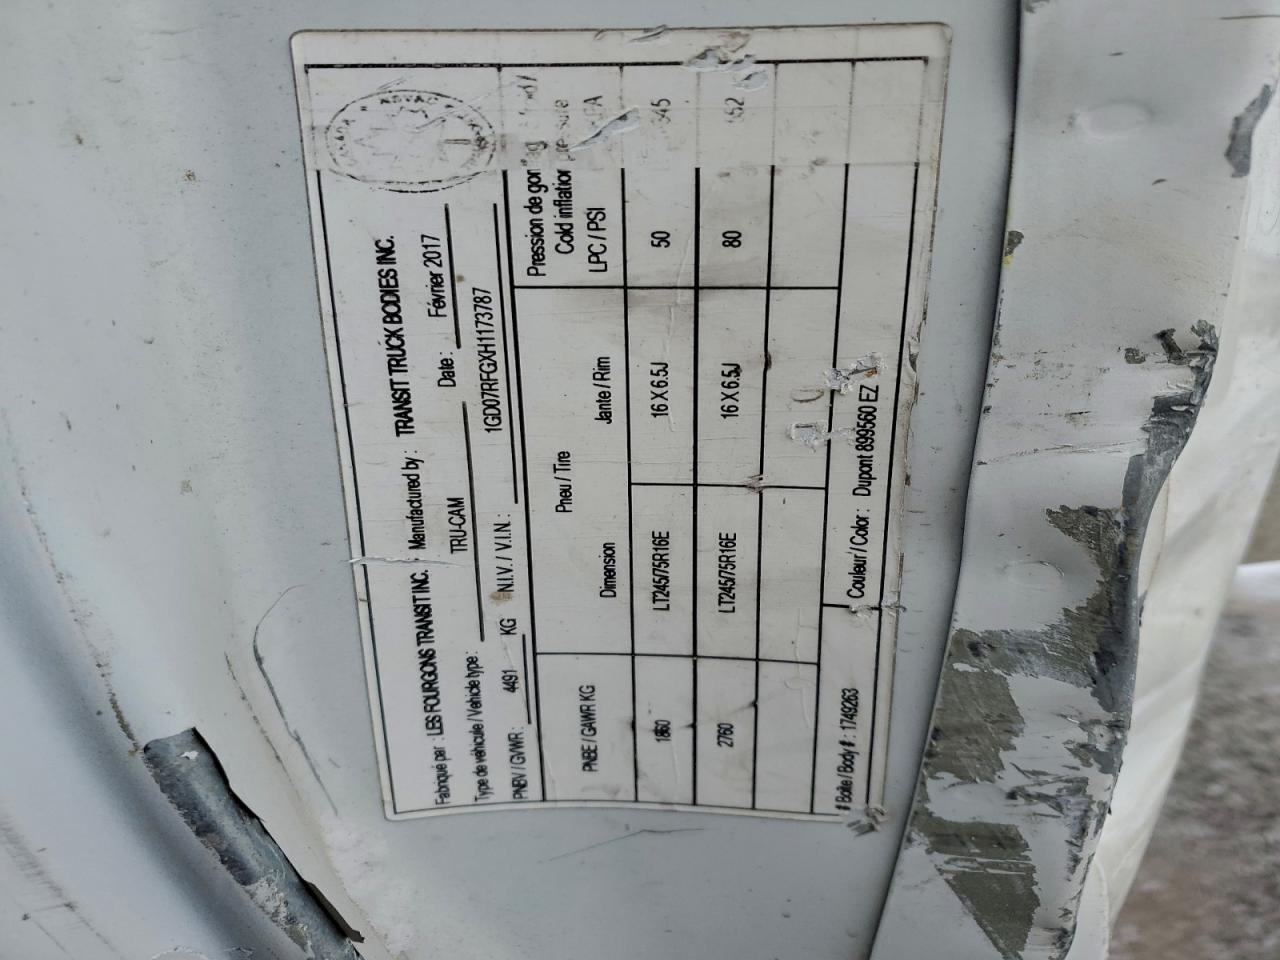 Fabriqué par : LES FOURGONS TRANSIT INC. Manufactured by : TRANSIT TRUCK BODIES INC.
Type de véhicule / Vehicle type : TRU-CAM Date : Février 2017
PNBV / GVWR : 4491 KG N.I.V. / V.I.N. : 1GD07RFGXH1173787
PNBE / GAWR KG Pneu / Tire Pression de
Cold inflation
Dimension Jante / Rim LPC / PSI
1860 LT245/75R16E 16 X 6.5J 50
2760 LT245/75R16E 16 X 6.5J 80
# Boîte / Body # : 1749263 Couleur / Color : Dupont 899560 EZ